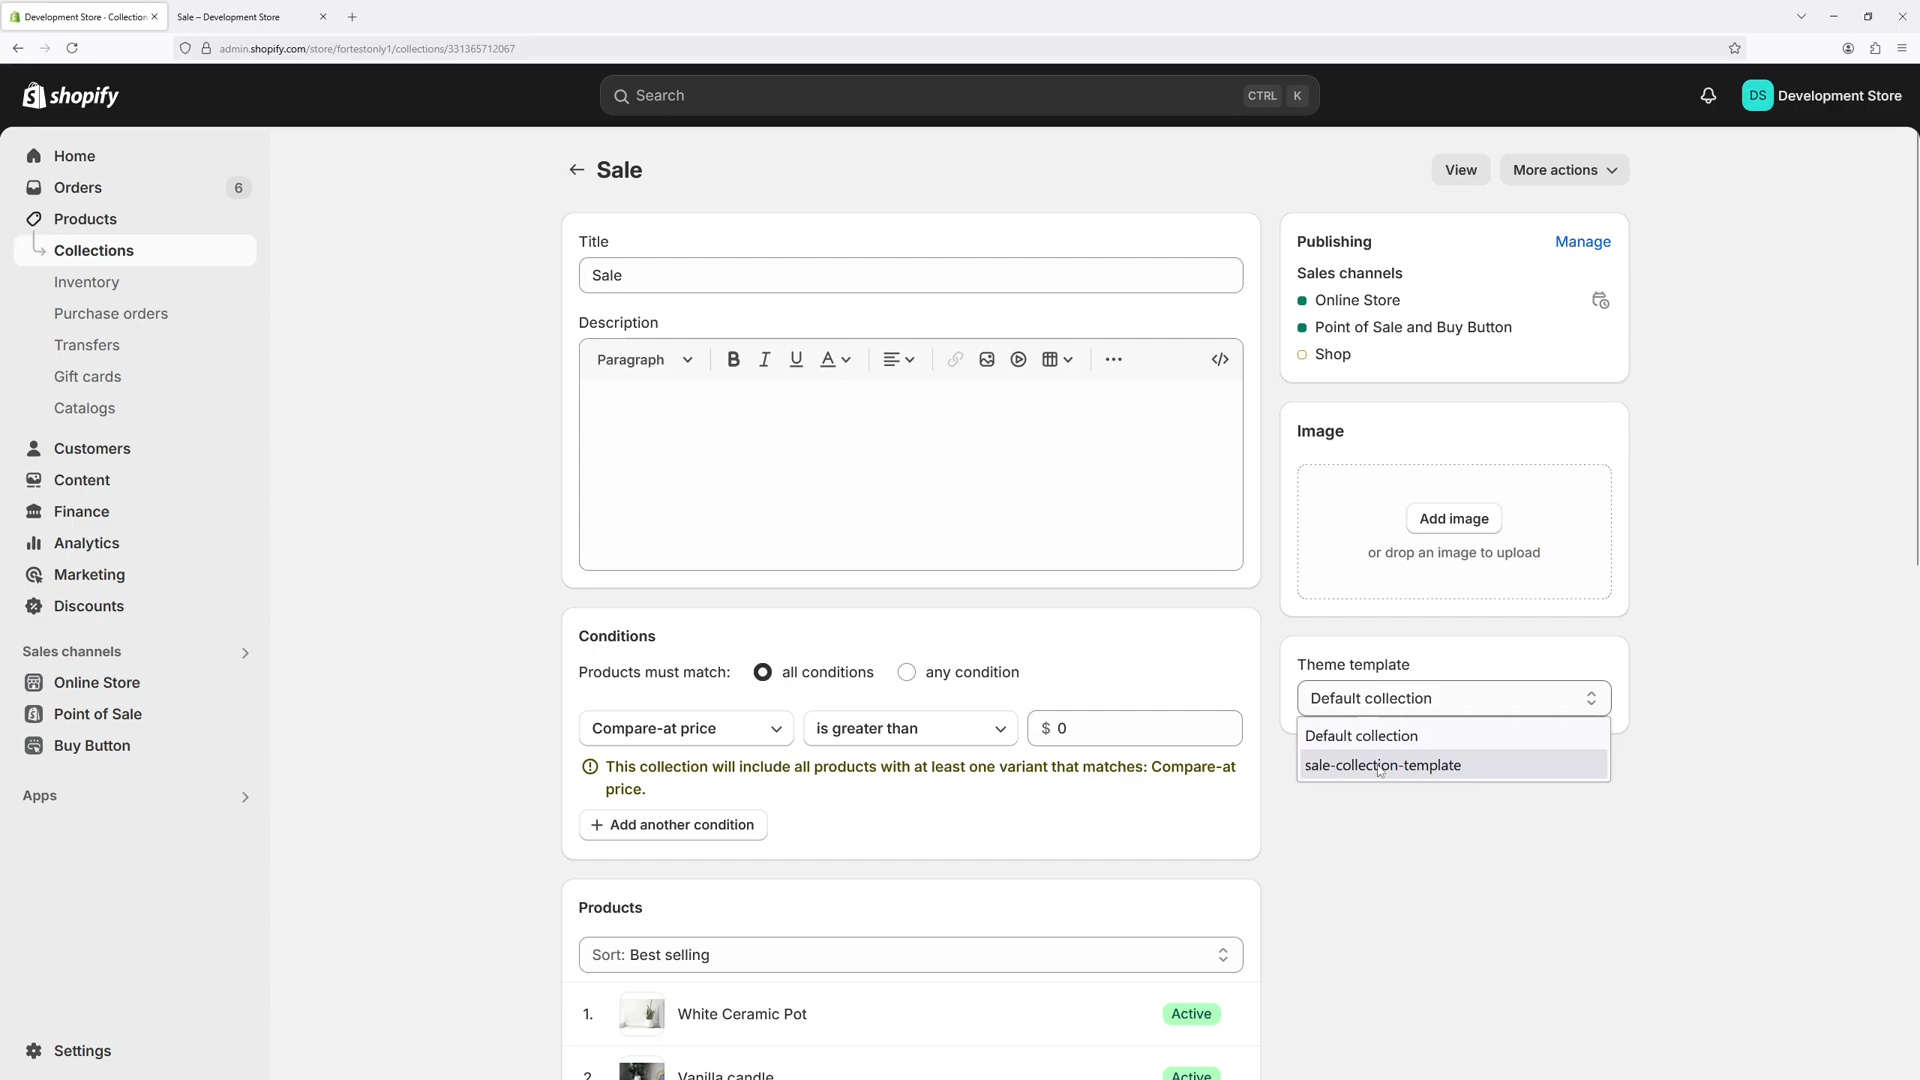 Development Store · Collection
Sale – Development Store
admin.shopify.com/store/fortestonly1/collections/331365712067
shopify
Search
CTRL K
DS Development Store
Home
Orders 6
Products
Collections
Inventory
Purchase orders
Transfers
Gift cards
Catalogs
Customers
Content
Finance
Analytics
Marketing
Discounts
Sales channels
Online Store
Point of Sale
Buy Button
Apps
Settings
Sale
View
More actions
Title
Sale
Description
Paragraph
Conditions
Products must match: all conditions any condition
Compare-at price is greater than $ 0
This collection will include all products with at least one variant that matches: Compare-at
price.
Add another condition
Products
Sort: Best selling
1. White Ceramic Pot Active
2. Vanilla candle Active
Publishing Manage
Sales channels
Online Store
Point of Sale and Buy Button
Shop
Image
Add image
or drop an image to upload
Theme template
Default collection
Default collection
sale-collection-template